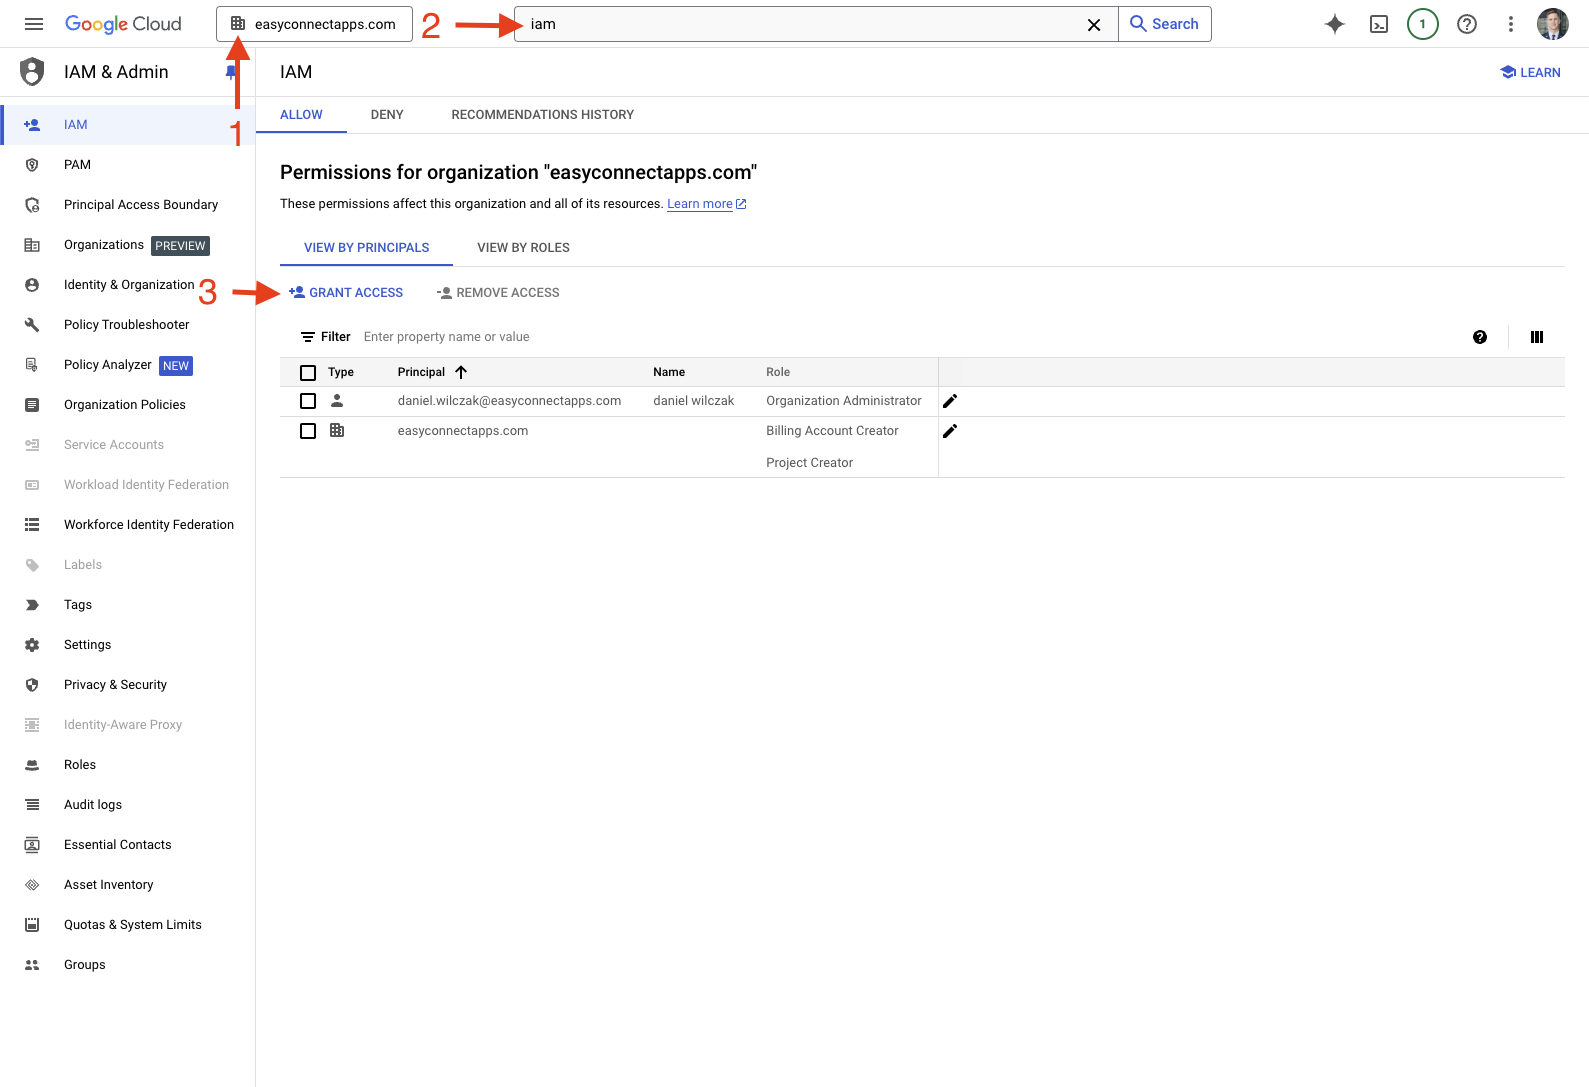 Google Cloud
easyconnectapps.com
2
iam
Search
1
IAM & Admin
IAM
LEARN
1
IAM
PAM
Principal Access Boundary
Organizations PREVIEW
Identity & Organization
Policy Troubleshooter
Policy Analyzer NEW
Organization Policies
Service Accounts
Workload Identity Federation
Workforce Identity Federation
Labels
Tags
Settings
Privacy & Security
Identity-Aware Proxy
Roles
Audit logs
Essential Contacts
Asset Inventory
Quotas & System Limits
Groups
ALLOW DENY RECOMMENDATIONS HISTORY
Permissions for organization "easyconnectapps.com"
These permissions affect this organization and all of its resources. Learn more
VIEW BY PRINCIPALS VIEW BY ROLES
3
GRANT ACCESS REMOVE ACCESS
Filter Enter property name or value
Type Principal Name Role
daniel.wilczak@easyconnectapps.com daniel wilczak Organization Administrator
easyconnectapps.com Billing Account Creator
Project Creator